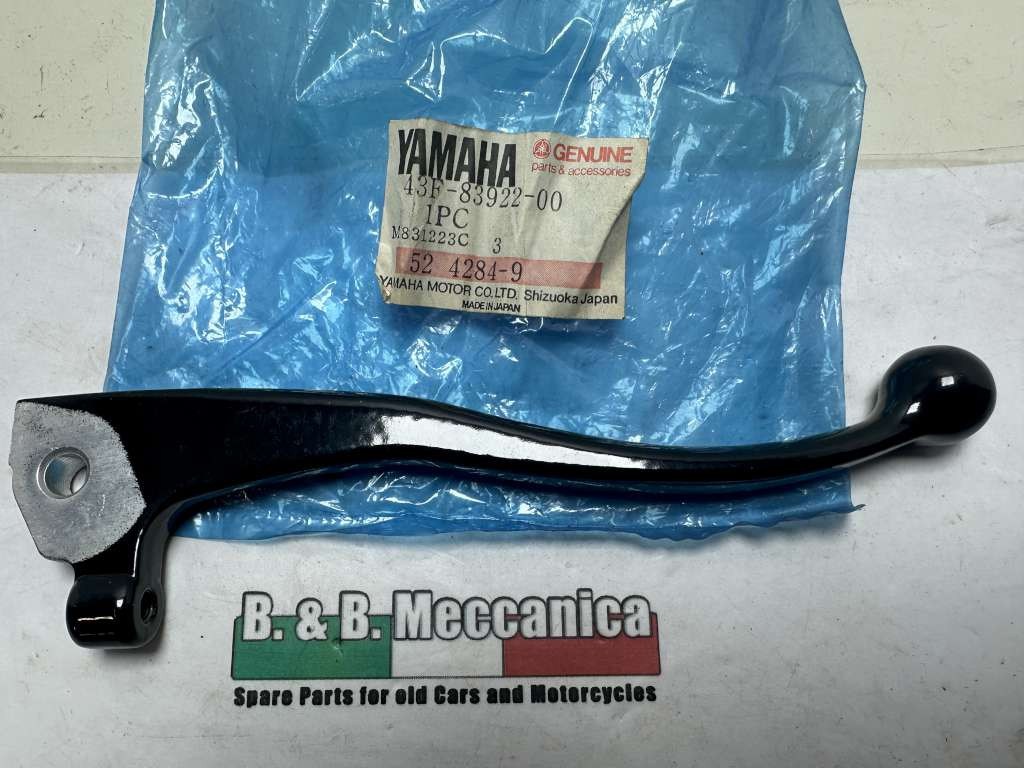 YAMAHA GENUINE
parts & accessories
43F-83922-00
1PC
M831223C 3
52 4284-9
YAMAHA MOTOR CO., LTD. Shizuoka Japan
MADE IN JAPAN
B. & B. Meccanica
Spare Parts for old Cars and Motorcycles